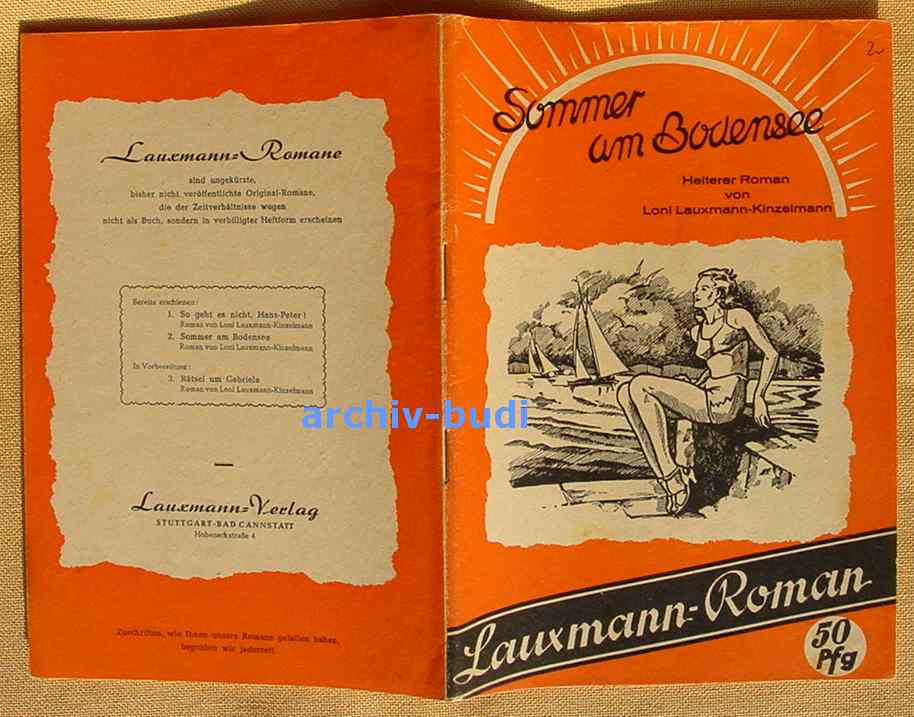 Lauxmann=Romane
sind ungekürzte,
bisher nicht veröffentlichte Original-Romane,
die der Zeitverhältnisse wegen
nicht als Buch, sondern in verbilligter Heftform erscheinen
Bereits erschienen:
1. So geht es nicht, Hans-Peter!
Roman von Loni Lauxmann-Kinzelmann
2. Sommer am Bodensee
Roman von Loni Lauxmann-Kinzelmann
In Vorbereitung:
3. Rätsel um Gabriele
Roman von Loni Lauxmann-Kinzelmann
archiv-budi
Lauxmann=Verlag
STUTTGART-BAD CANNSTATT
Hoheneckstraße 4
Zuschriften, wie Ihnen unsere Romane gefallen haben,
begrüßen wir jederzeit!
Sommer
am Bodensee
Heiterer Roman
von
Loni Lauxmann-Kinzelmann
Lauxmann-Roman
50
Pfg